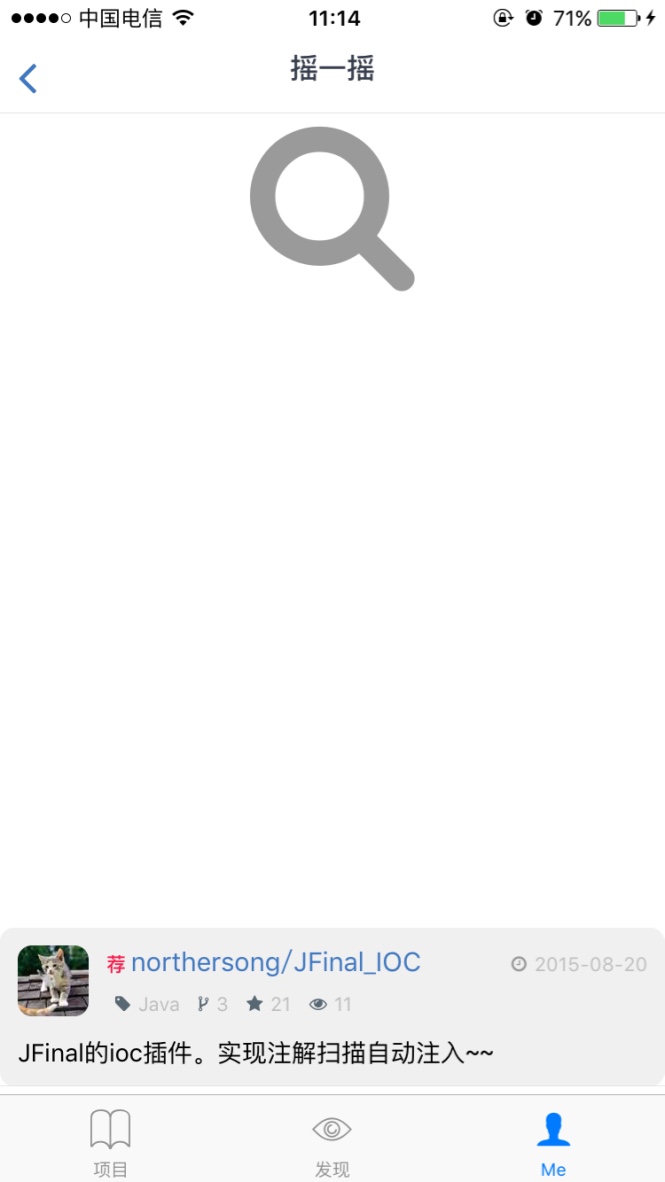 中国电信 11:14 71%
摇一摇
荐 northersong/JFinal_IOC 2015-08-20
Java 3 21 11
JFinal的ioc插件。实现注解扫描自动注入~~
项目 发现 Me